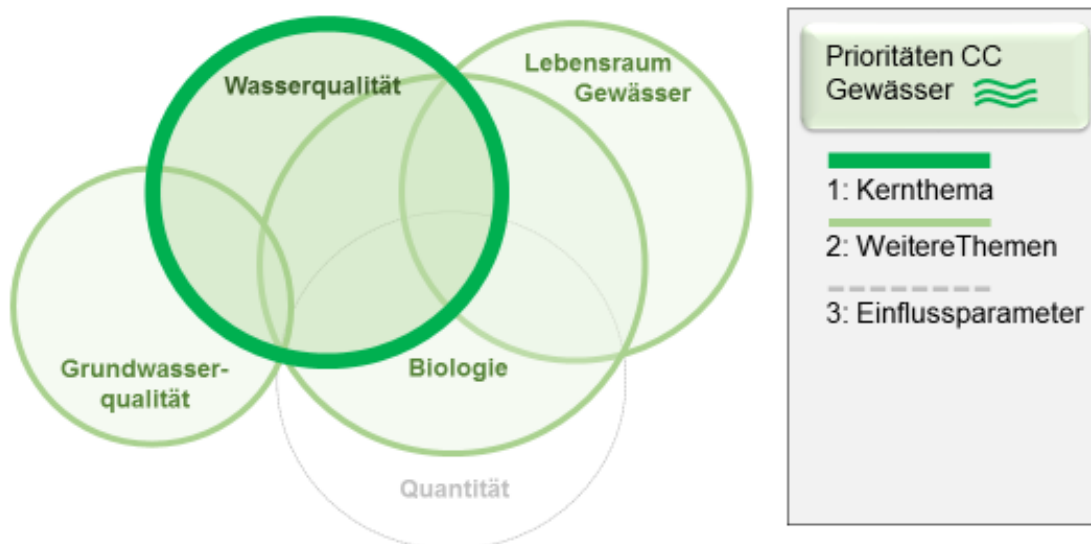 Wasserqualität
Lebensraum
Gewässer
Grundwasser-
qualität
Biologie
Quantität
Prioritäten CC
Gewässer
1: Kernthema
2: WeitereThemen
3: Einflussparameter